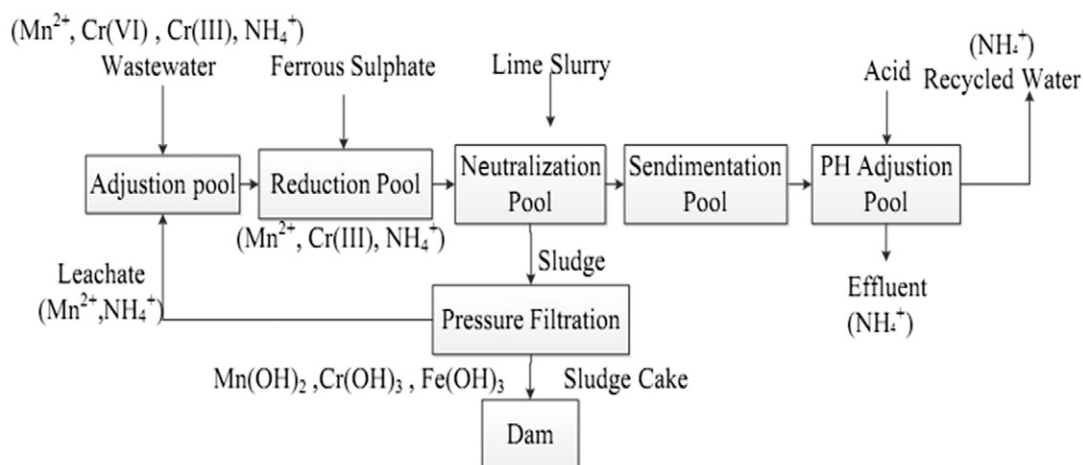 (Mn²⁺, Cr(VI) , Cr(III), NH₄⁺)
Wastewater
Ferrous Sulphate
Lime Slurry
Acid
(NH₄⁺)
Recycled Water
Adjustion pool
Reduction Pool
Neutralization
Pool
Sendimentation
Pool
PH Adjustion
Pool
(Mn²⁺, Cr(III), NH₄⁺)
Leachate
(Mn²⁺,NH₄⁺)
Sludge
Effluent
(NH₄⁺)
Pressure Filtration
Mn(OH)₂ ,Cr(OH)₃ , Fe(OH)₃
Sludge Cake
Dam